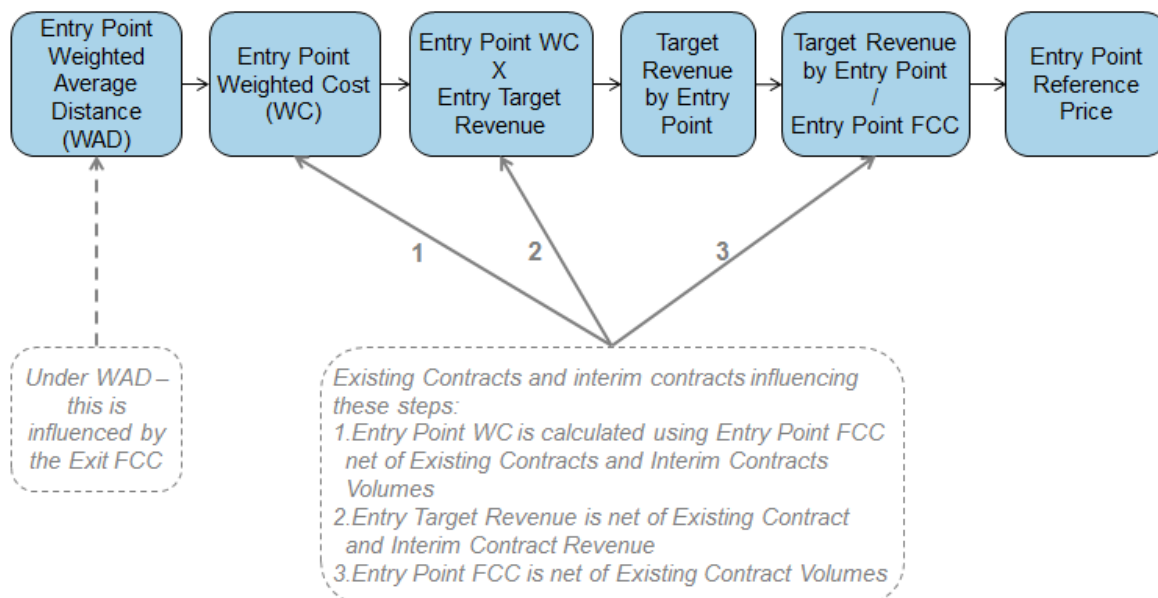 Entry Point
Weighted
Average
Distance
(WAD)
Entry Point
Weighted Cost
(WC)
Entry Point WC
X
Entry Target
Revenue
Target
Revenue
by Entry
Point
Target Revenue
by Entry Point
/
Entry Point FCC
Entry Point
Reference
Price
1
2
3
Under WAD –
this is
influenced by
the Exit FCC
Existing Contracts and interim contracts influencing
these steps:
1.Entry Point WC is calculated using Entry Point FCC
net of Existing Contracts and Interim Contracts
Volumes
2.Entry Target Revenue is net of Existing Contract
and Interim Contract Revenue
3.Entry Point FCC is net of Existing Contract Volumes